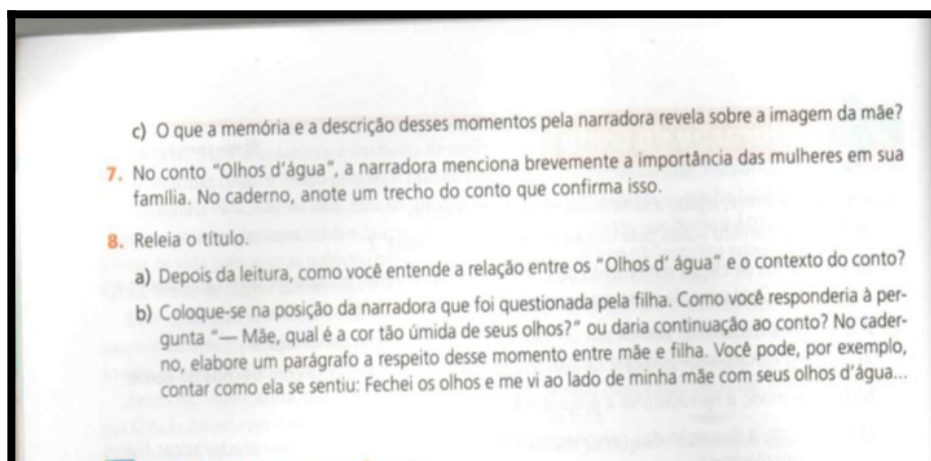 c) O que a memória e a descrição desses momentos pela narradora revela sobre a imagem da mãe?
7. No conto "Olhos d'água", a narradora menciona brevemente a importância das mulheres em sua
família. No caderno, anote um trecho do conto que confirma isso.
8. Releia o título.
a) Depois da leitura, como você entende a relação entre os "Olhos d' água" e o contexto do conto?
b) Coloque-se na posição da narradora que foi questionada pela filha. Como você responderia à per-
gunta "— Mãe, qual é a cor tão úmida de seus olhos?" ou daria continuação ao conto? No cader-
no, elabore um parágrafo a respeito desse momento entre mãe e filha. Você pode, por exemplo,
contar como ela se sentiu: Fechei os olhos e me vi ao lado de minha mãe com seus olhos d'água...